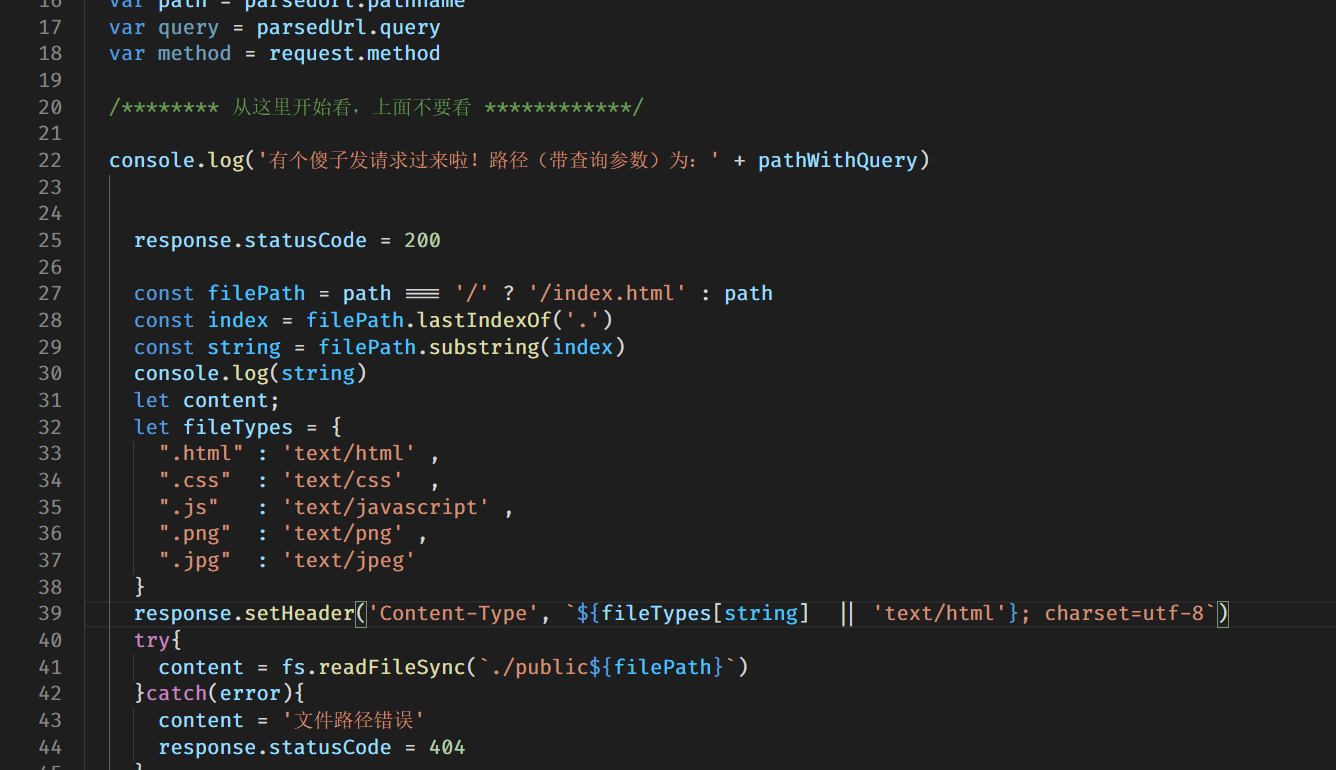 16 var path = parsedUrl.pathname
17 var query = parsedUrl.query
18 var method = request.method
19
20 /******** 从这里开始看，上面不要看 ************/
21
22 console.log('有个傻子发请求过来啦！路径（带查询参数）为：' + pathWithQuery)
23
24
25 response.statusCode = 200
26
27 const filePath = path === '/' ? '/index.html' : path
28 const index = filePath.lastIndexOf('.')
29 const string = filePath.substring(index)
30 console.log(string)
31 let content;
32 let fileTypes = {
33 ".html" : 'text/html' ,
34 ".css"  : 'text/css'  ,
35 ".js"   : 'text/javascript' ,
36 ".png"  : 'text/png' ,
37 ".jpg"  : 'text/jpeg'
38 }
39 response.setHeader('Content-Type', `${fileTypes[string]  || 'text/html'}; charset=utf-8`)
40 try{
41 content = fs.readFileSync(`./public${filePath}`)
42 }catch(error){
43 content = '文件路径错误'
44 response.statusCode = 404
45 }